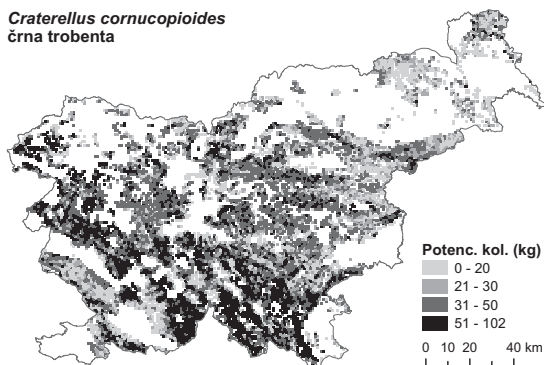 Craterellus cornucopioides
črna trobenta
Potenc. kol. (kg)
0 - 20
21 - 30
31 - 50
51 - 102
0 10 20 40 km